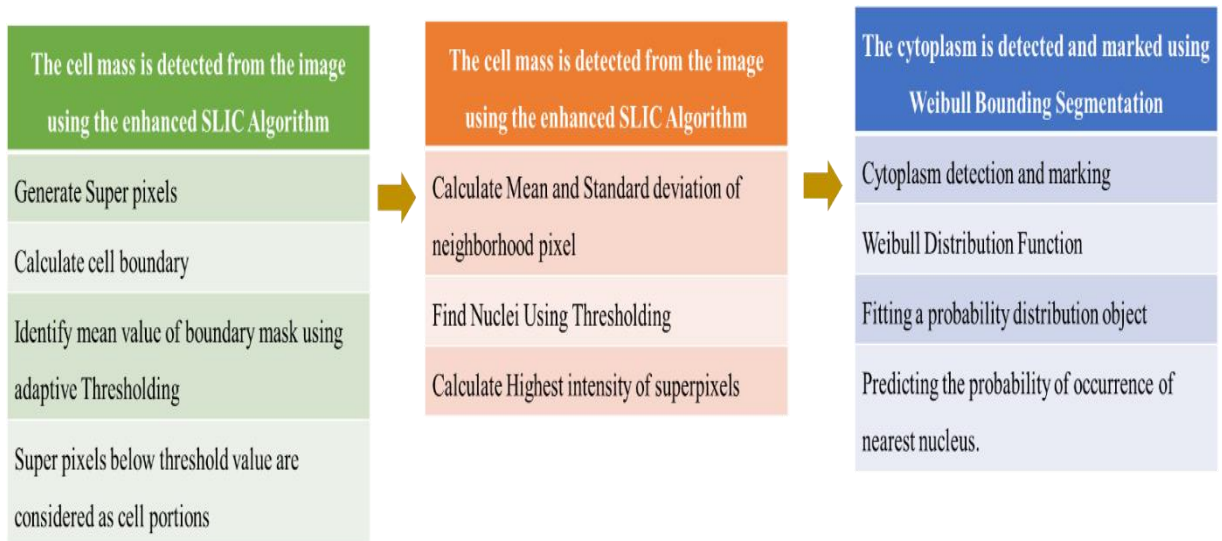 The cell mass is detected from the image
using the enhanced SLIC Algorithm
Generate Super pixels
Calculate cell boundary
Identify mean value of boundary mask using
adaptive Thresholding
Super pixels below threshold value are
considered as cell portions
The cell mass is detected from the image
using the enhanced SLIC Algorithm
Calculate Mean and Standard deviation of
neighborhood pixel
Find Nuclei Using Thresholding
Calculate Highest intensity of superpixels
The cytoplasm is detected and marked using
Weibull Bounding Segmentation
Cytoplasm detection and marking
Weibull Distribution Function
Fitting a probability distribution object
Predicting the probability of occurrence of
nearest nucleus.